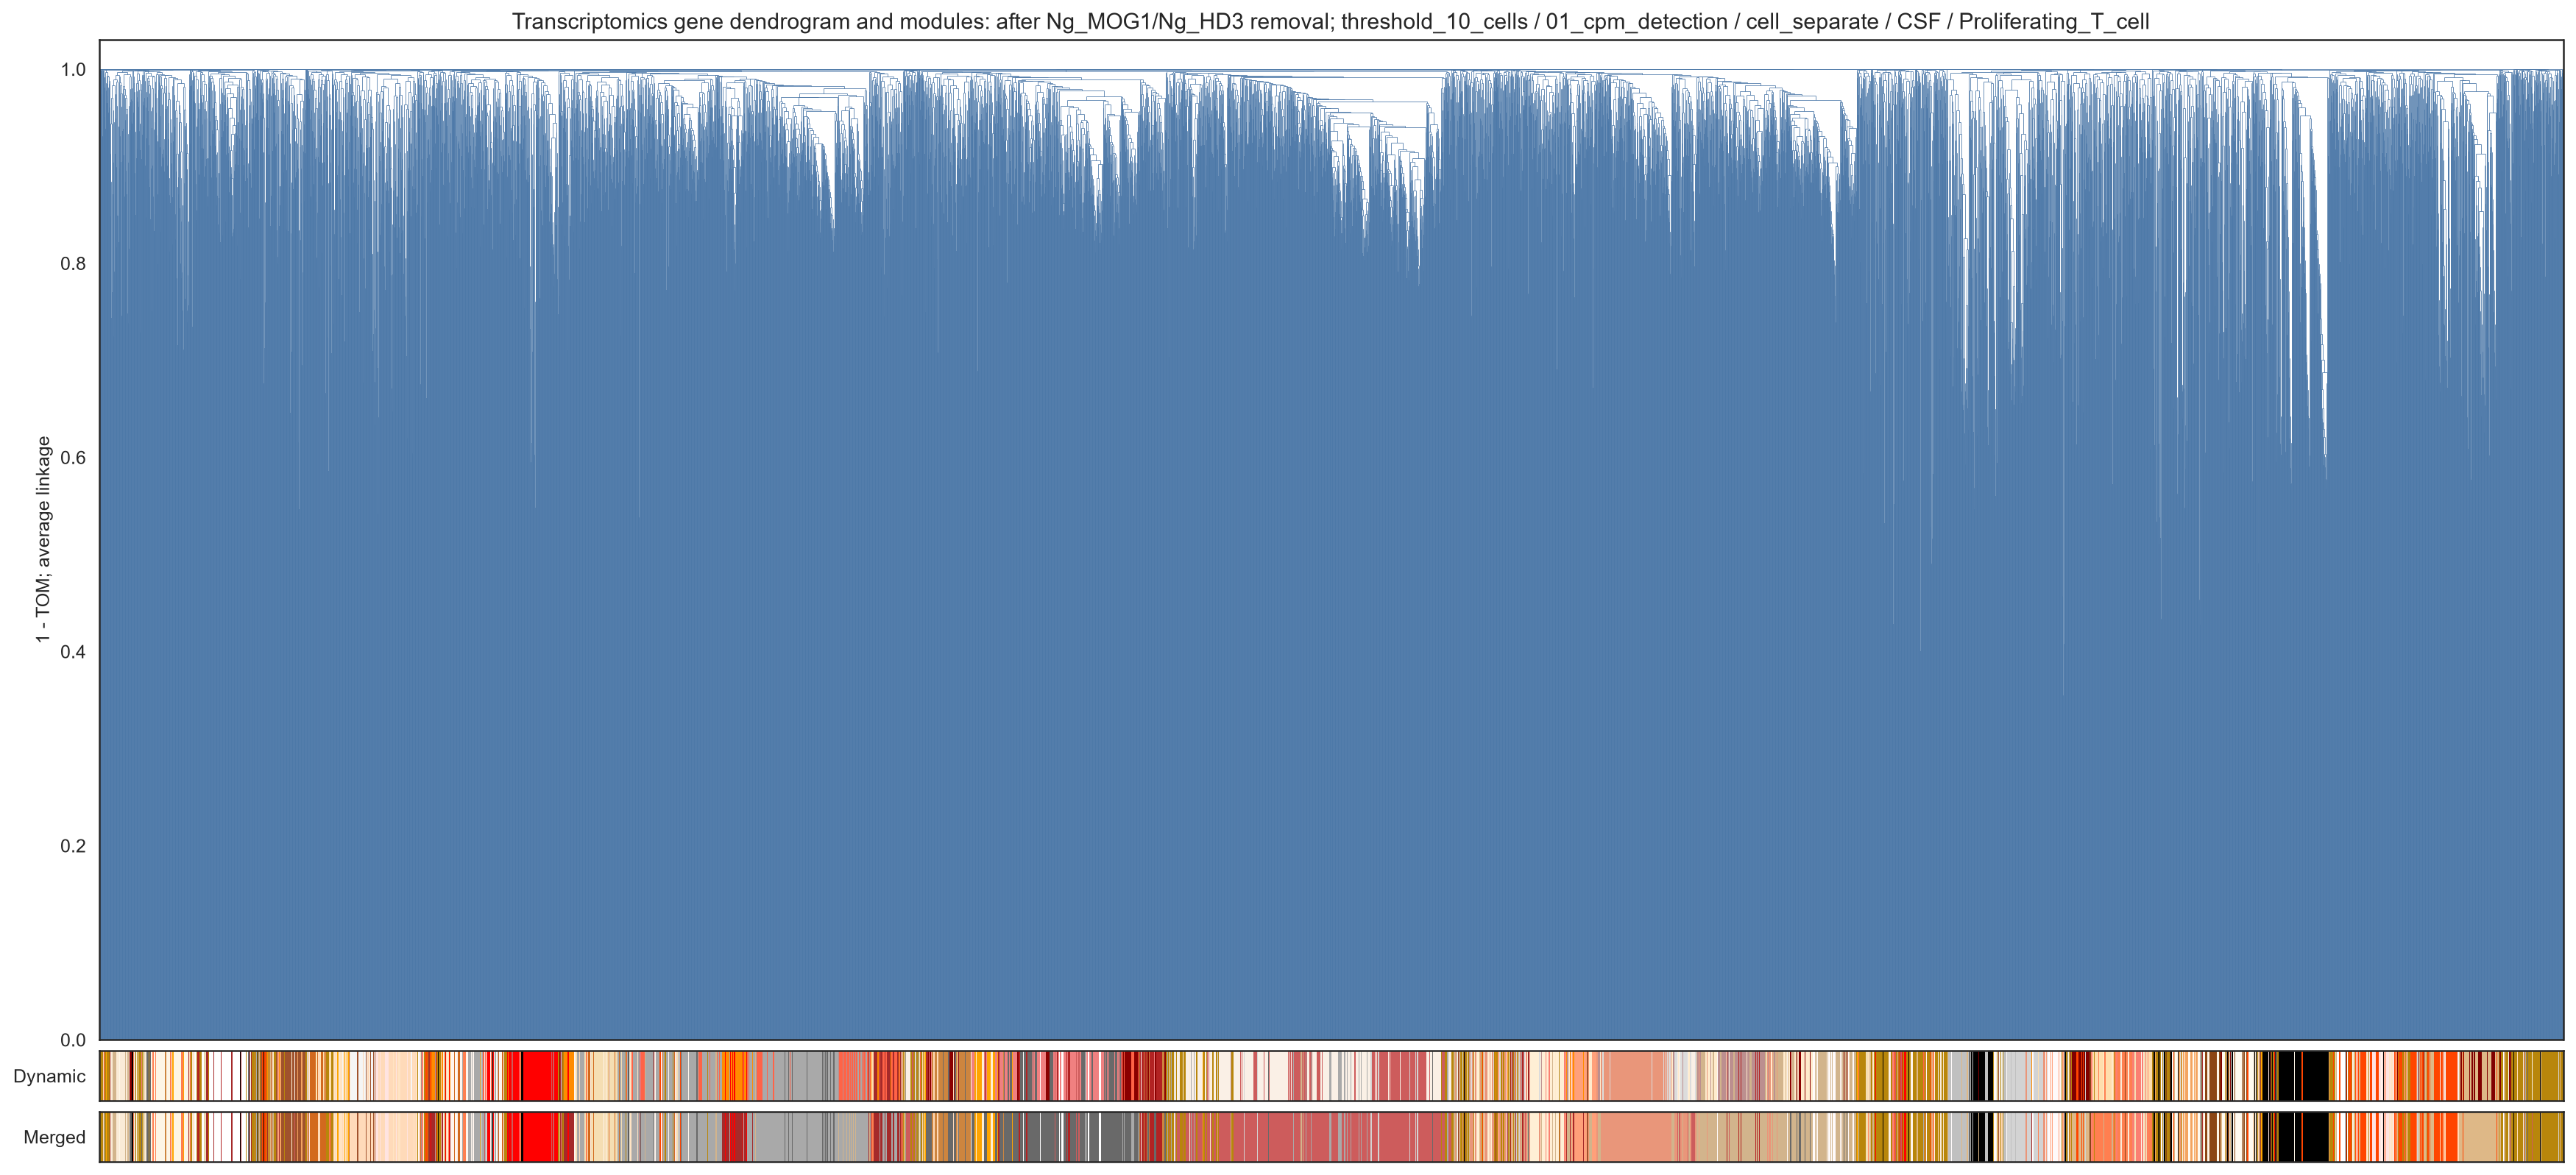 Transcriptomics gene dendrogram and modules: after Ng_MOG1/Ng_HD3 removal; threshold_10_cells / 01_cpm_detection / cell_separate / CSF / Proliferating_T_cell
1.0
0.8
0.6
0.4
0.2
0.0
1 - TOM; average linkage
Dynamic
Merged